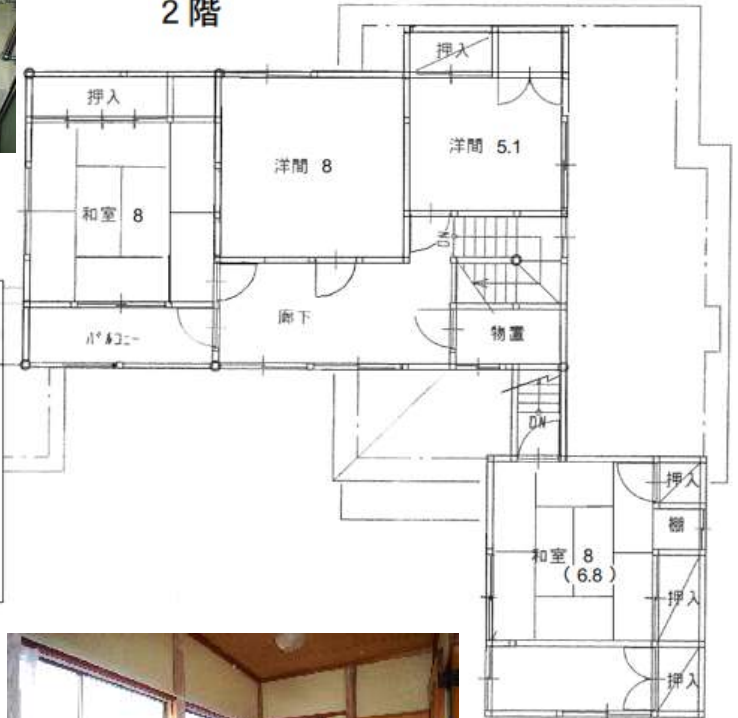 2階
押入
押入
洋間 8
洋間 5.1
和室 8
DN
廊下
物置
バルコニー
DN
押入
棚
和室 8
(6.8)
押入
押入